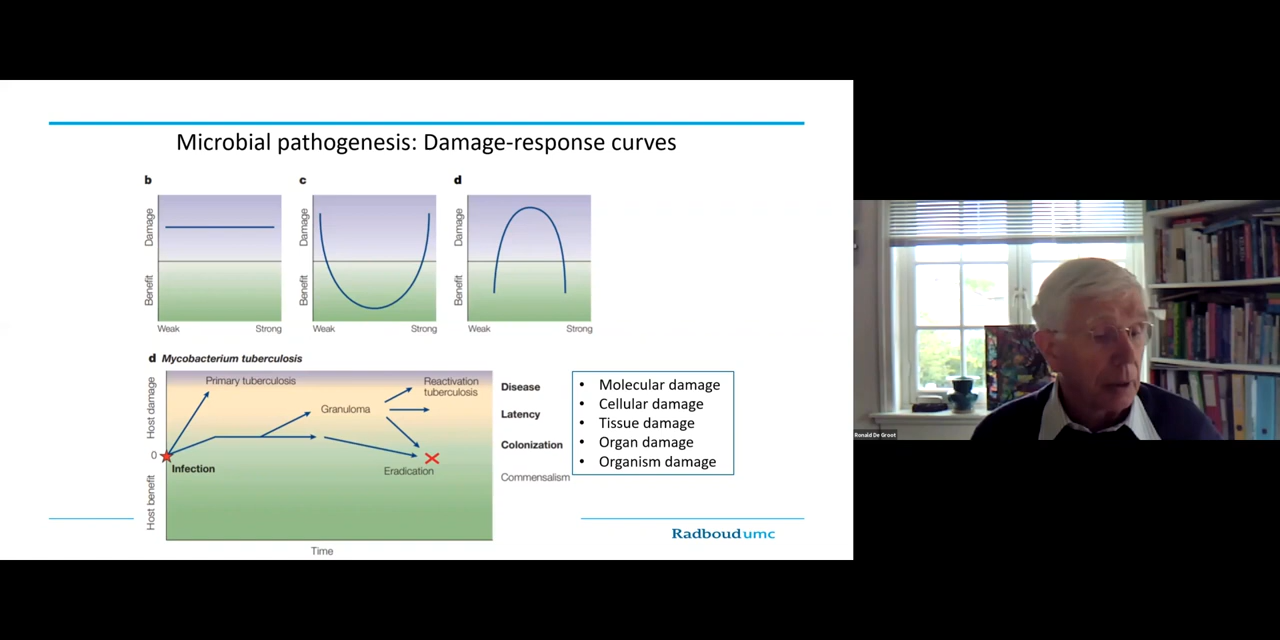 Microbial pathogenesis: Damage-response curves
b
c
d
Damage
Benefit
Weak
Strong
Damage
Benefit
Weak
Strong
Damage
Benefit
Weak
Strong
d Mycobacterium tuberculosis
Host damage
0
Host benefit
Primary tuberculosis
Granuloma
Reactivation
tuberculosis
Infection
Eradication
Time
Disease
Latency
Colonization
Commensalism
• Molecular damage
• Cellular damage
• Tissue damage
• Organ damage
• Organism damage
Radboudumc
Ronald De Groot